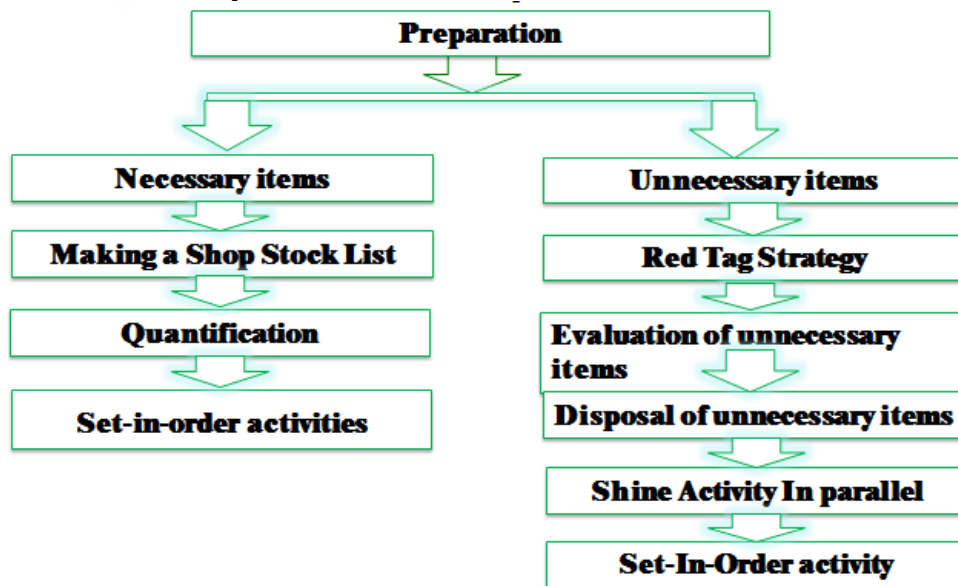 Preparation
Necessary items
Making a Shop Stock List
Quantification
Set-in-order activities
Unnecessary items
Red Tag Strategy
Evaluation of unnecessary
items
Disposal of unnecessary items
Shine Activity In parallel
Set-In-Order activity